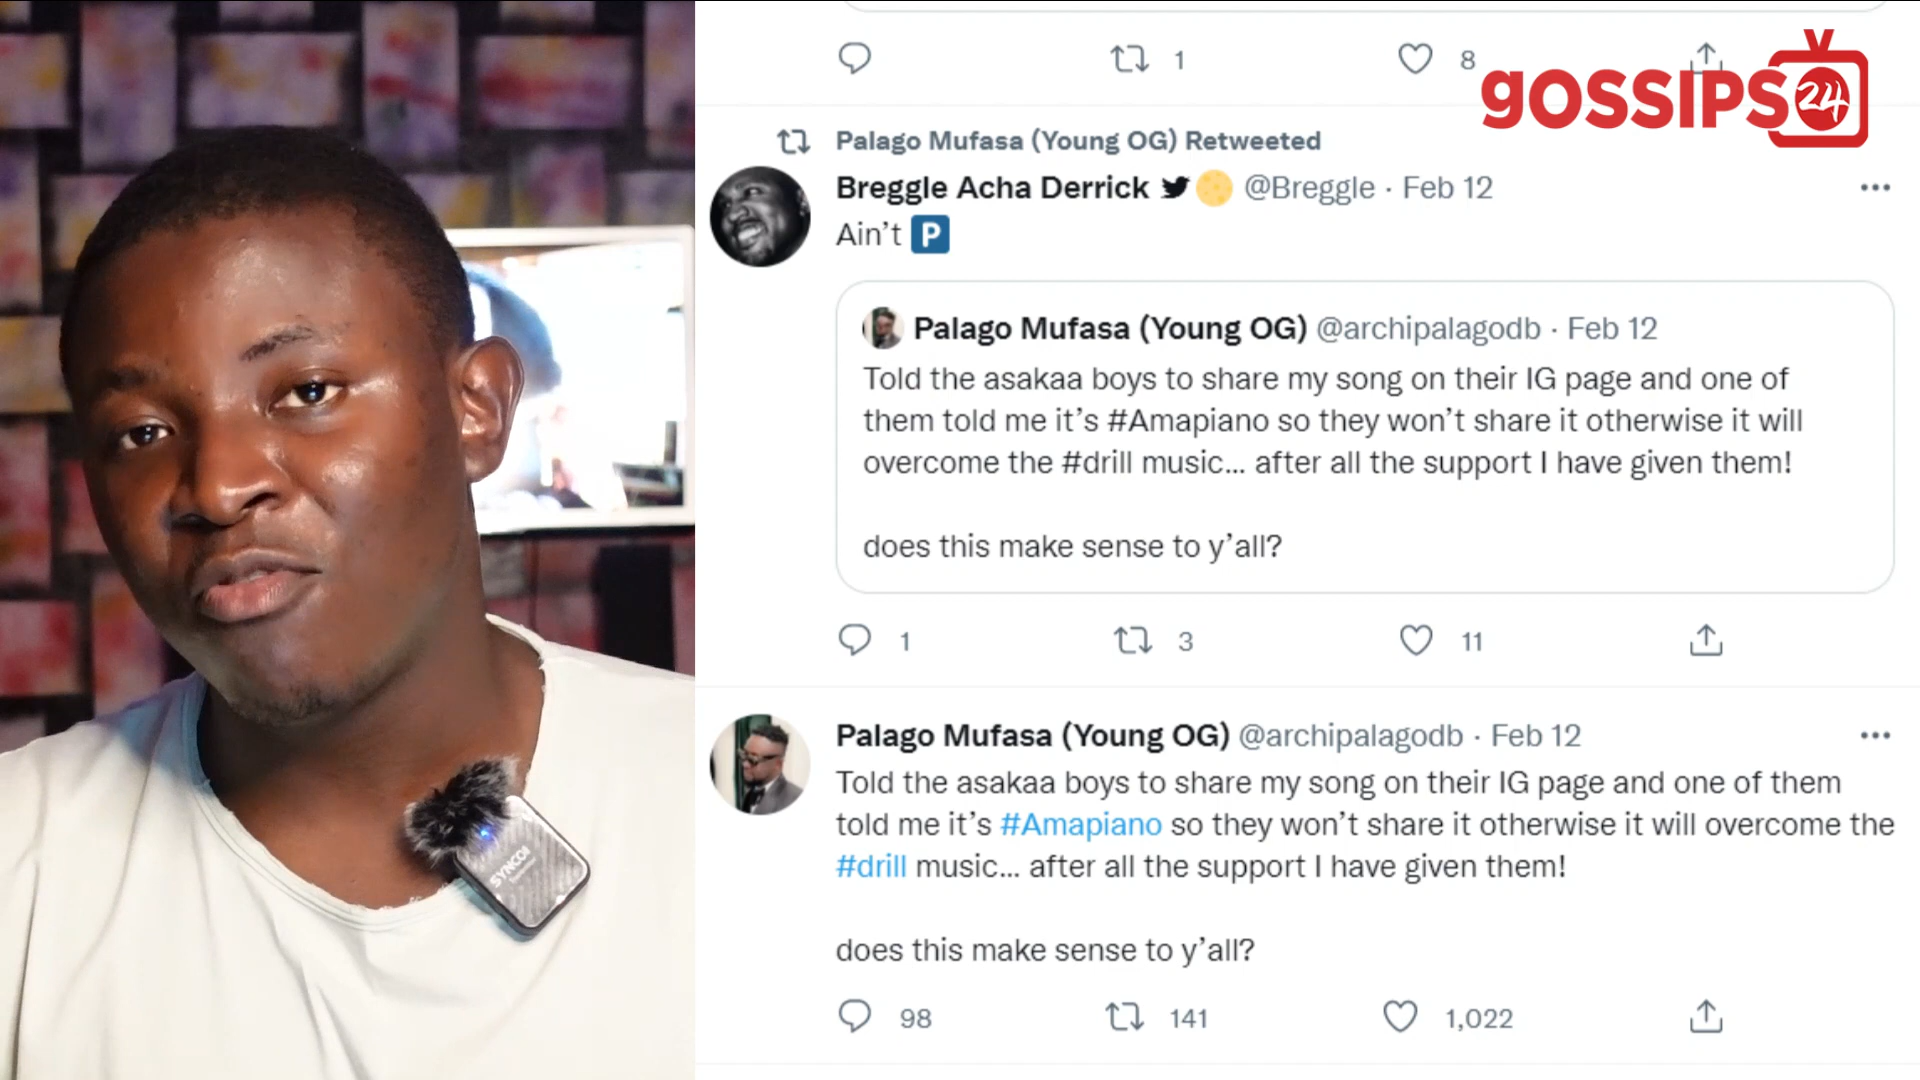 1
8
gOSSIPS 24
Palago Mufasa (Young OG) Retweeted
Breggle Acha Derrick @Breggle · Feb 12
Ain't P
Palago Mufasa (Young OG) @archipalagodb · Feb 12
Told the asakaa boys to share my song on their IG page and one of
them told me it's #Amapiano so they won't share it otherwise it will
overcome the #drill music... after all the support I have given them!
does this make sense to y'all?
1
3
11
Palago Mufasa (Young OG) @archipalagodb · Feb 12
Told the asakaa boys to share my song on their IG page and one of them
told me it's #Amapiano so they won't share it otherwise it will overcome the
#drill music... after all the support I have given them!
does this make sense to y'all?
98
141
1,022
SYNCO